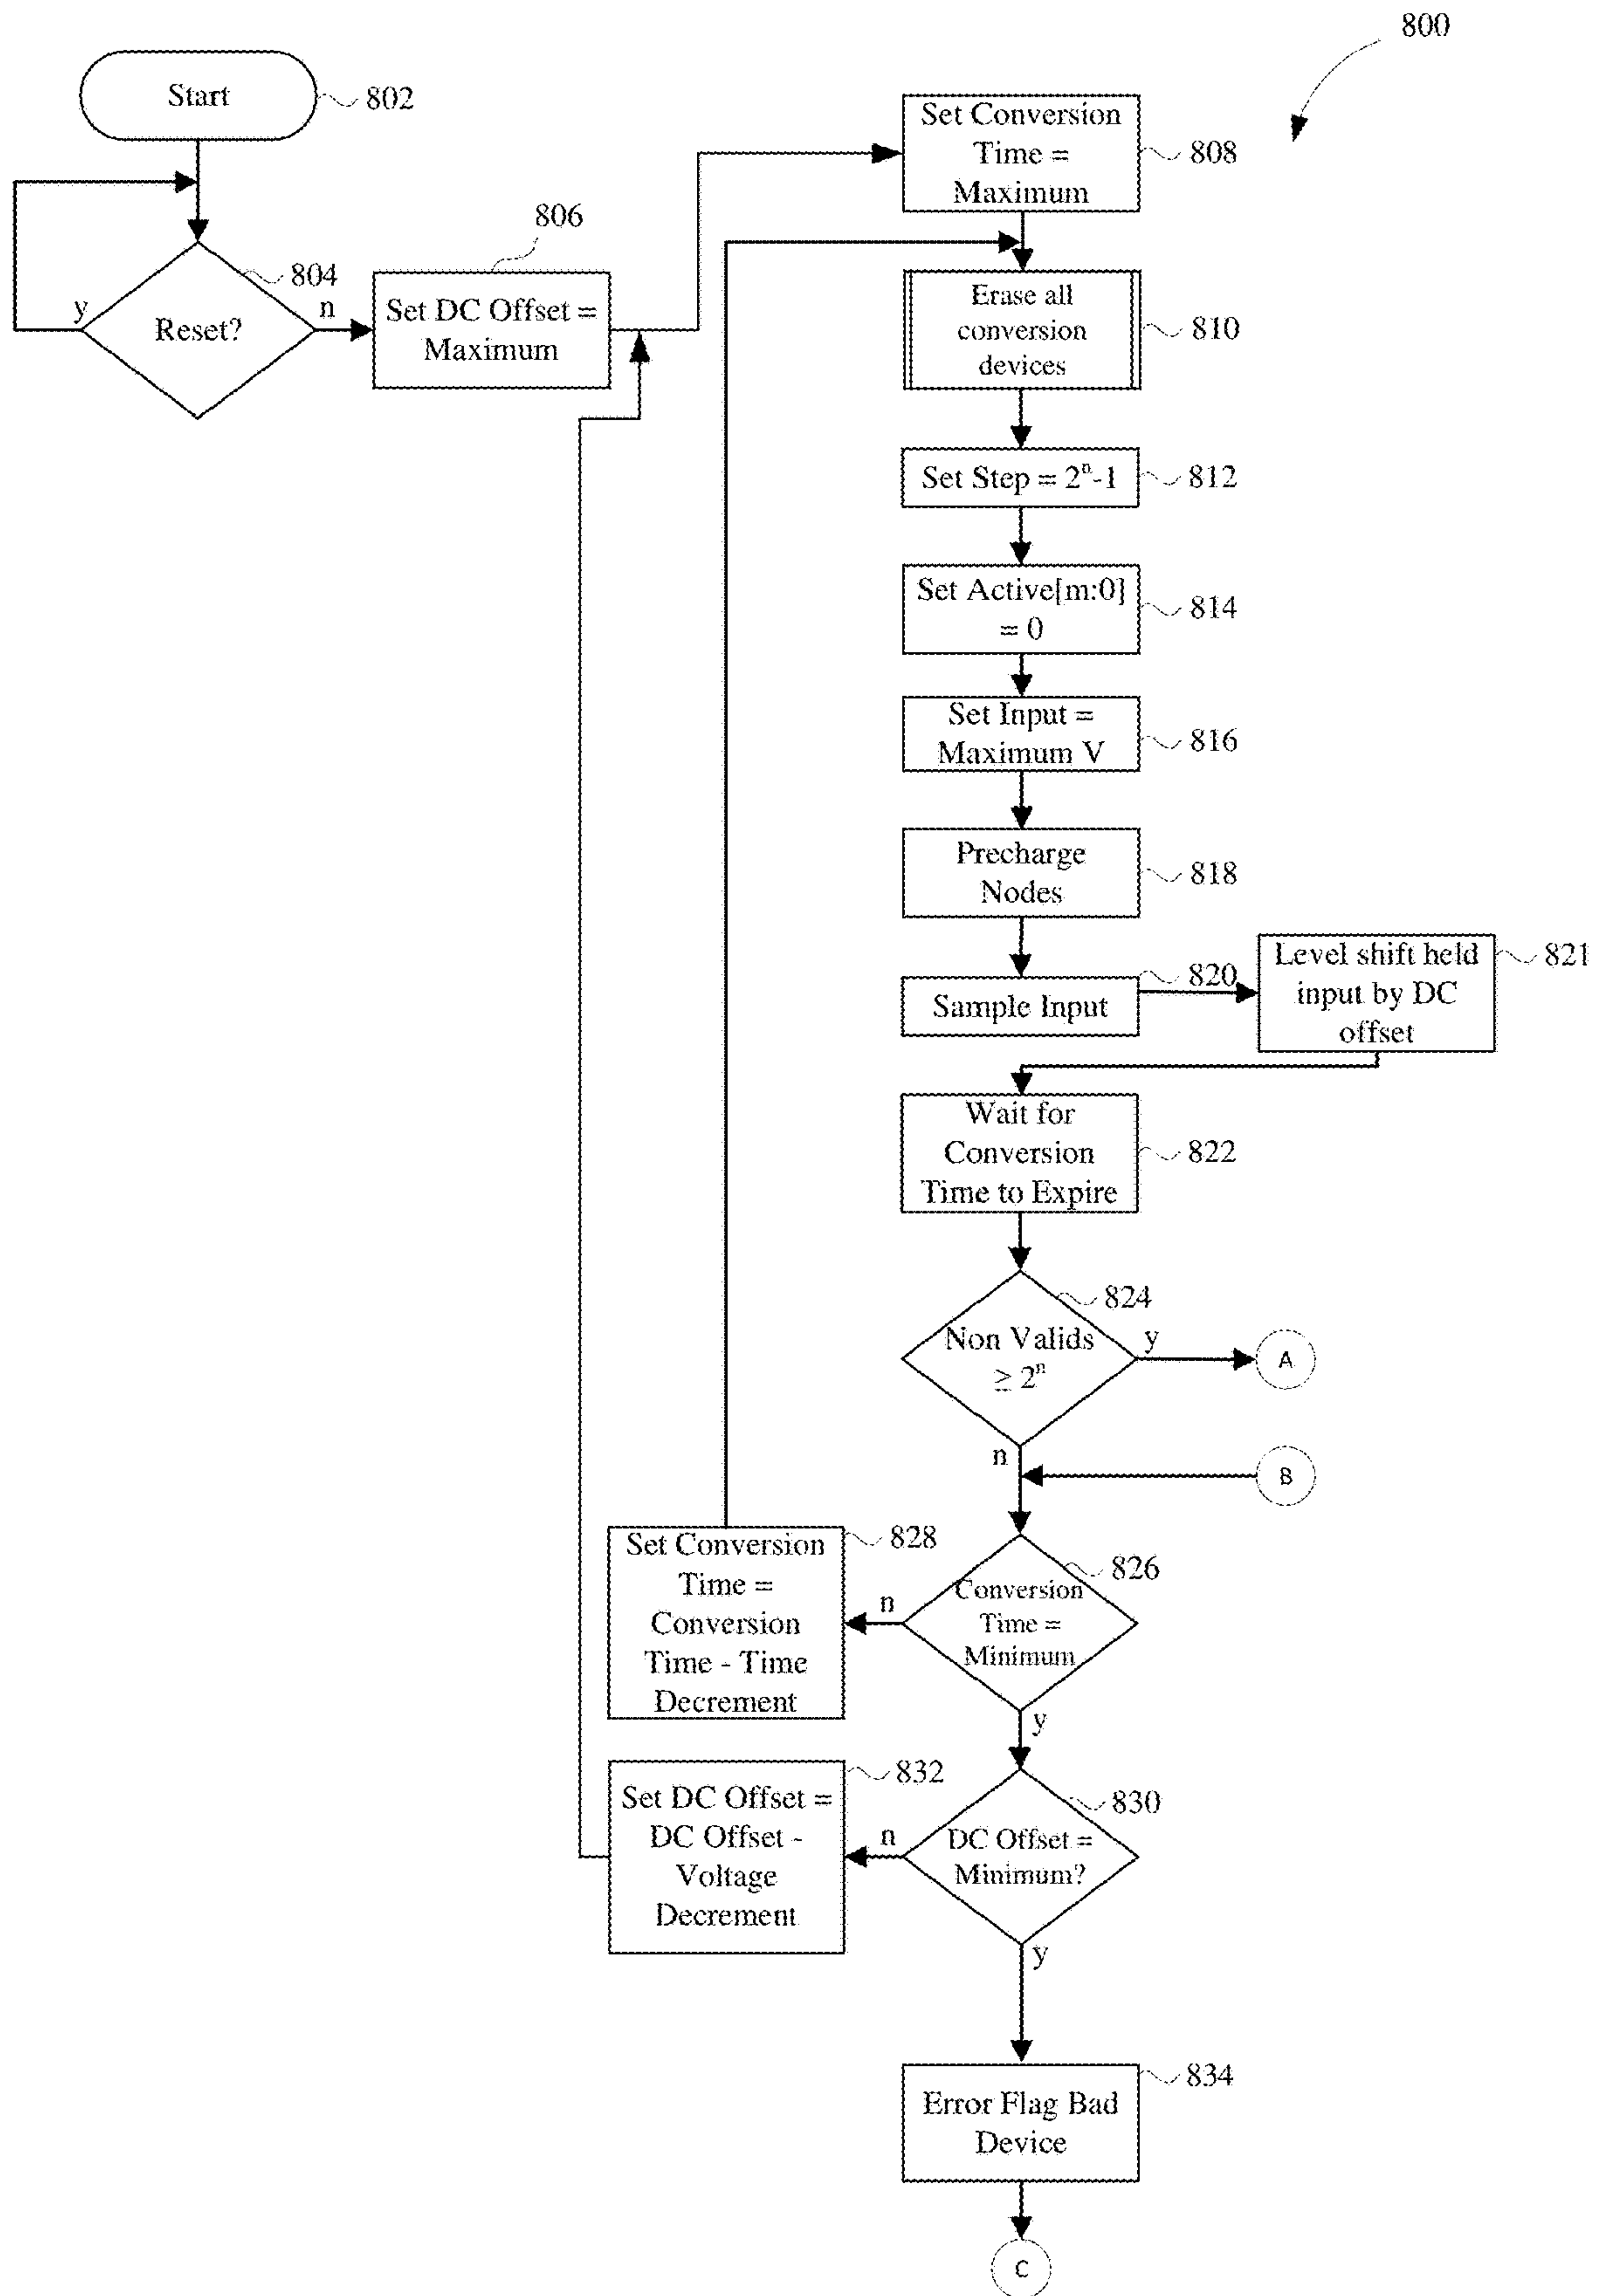 800
Start
802
804
Reset?
y
n
806
Set DC Offset =
Maximum
Set Conversion
Time =
Maximum
808
Erase all
conversion
devices
810
Set Step = 2ⁿ-1
812
Set Active[m:0]
= 0
814
Set Input =
Maximum V
816
Precharge
Nodes
818
Sample Input
820
Level shift held
input by DC
offset
821
Wait for
Conversion
Time to Expire
822
824
Non Valids
≥ 2ⁿ
y
A
n
B
826
Conversion
Time =
Minimum
n
Set Conversion
Time =
Conversion
Time - Time
Decrement
828
y
830
DC Offset =
Minimum?
n
Set DC Offset =
DC Offset -
Voltage
Decrement
832
y
Error Flag Bad
Device
834
C